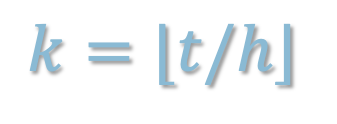 k = ⌊t/h⌋